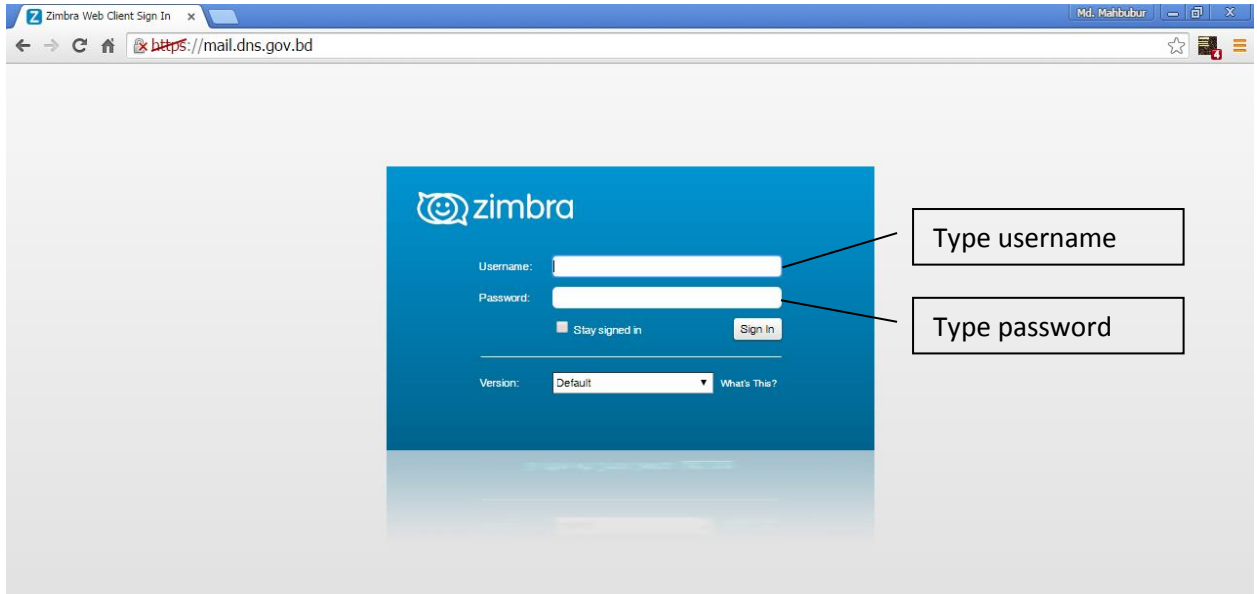 Zimbra Web Client Sign In
Md. Mahbubur
https://mail.dns.gov.bd
4
zimbra
Type username
Username:
Password:
Type password
Stay signed in
Sign In
Version:
Default
What's This?